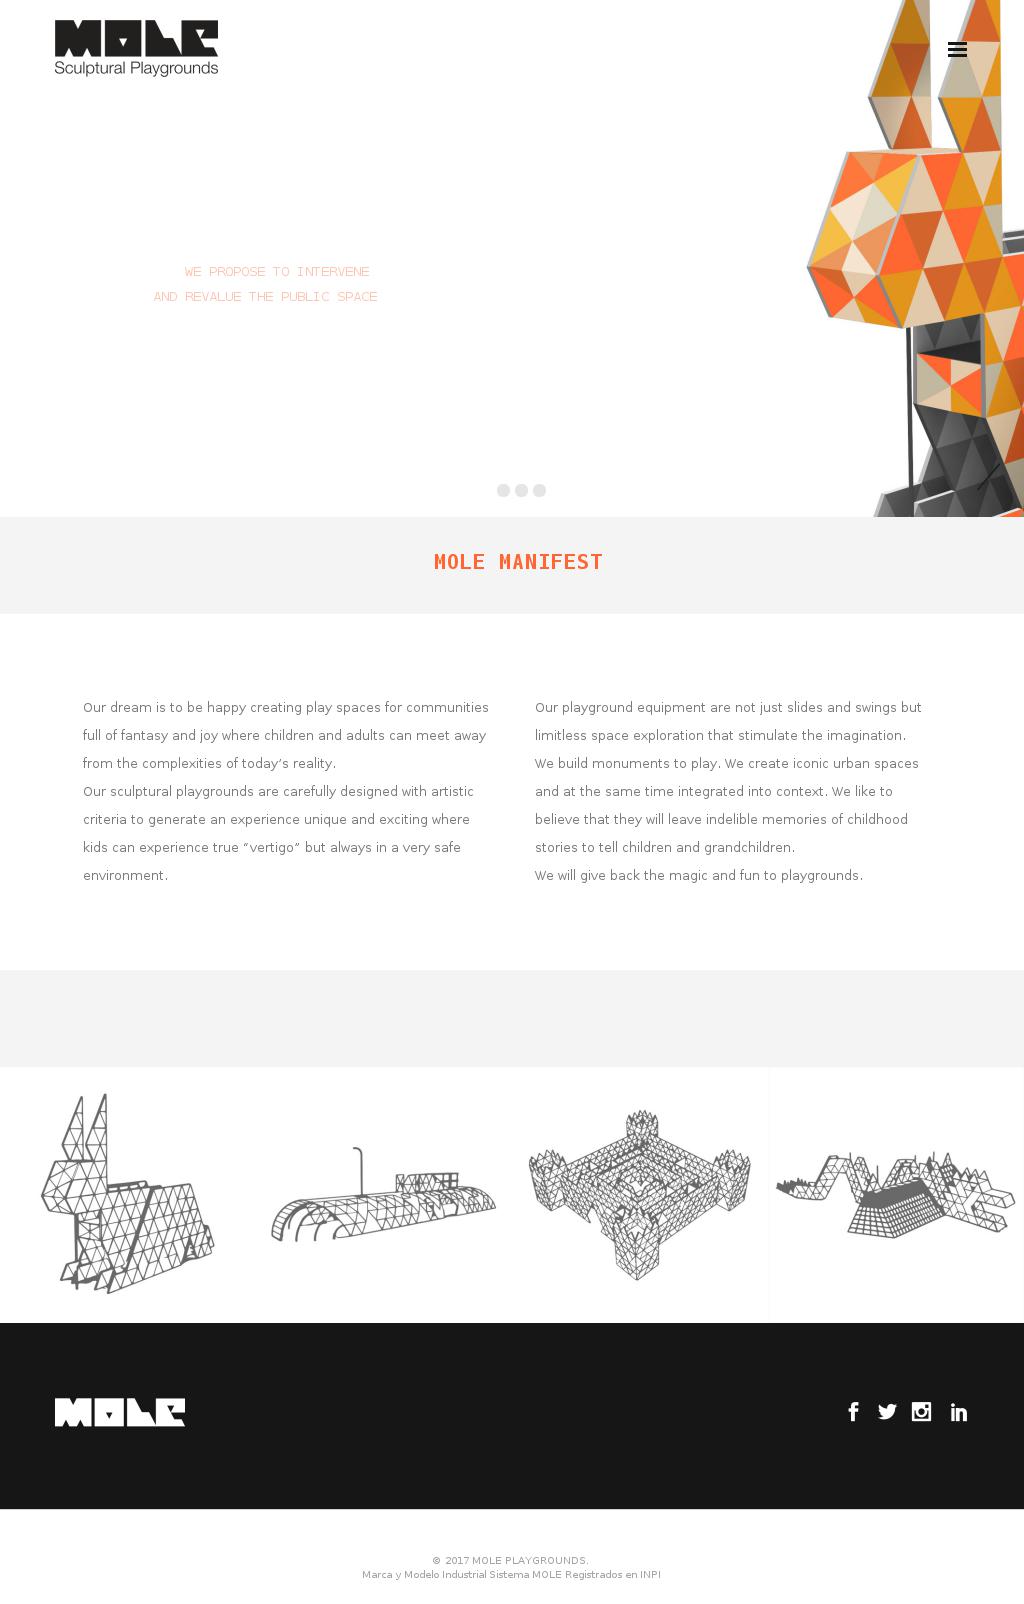 MOLE
Sculptural Playgrounds
WE PROPOSE TO INTERVENE
AND REVALUE THE PUBLIC SPACE
MOLE MANIFEST
Our dream is to be happy creating play spaces for communities
full of fantasy and joy where children and adults can meet away
from the complexities of today’s reality.
Our sculptural playgrounds are carefully designed with artistic
criteria to generate an experience unique and exciting where
kids can experience true “vertigo” but always in a very safe
environment.
Our playground equipment are not just slides and swings but
limitless space exploration that stimulate the imagination.
We build monuments to play. We create iconic urban spaces
and at the same time integrated into context. We like to
believe that they will leave indelible memories of childhood
stories to tell children and grandchildren.
We will give back the magic and fun to playgrounds.
MOLE
© 2017 MOLE PLAYGROUNDS.
Marca y Modelo Industrial Sistema MOLE Registrados en INPI